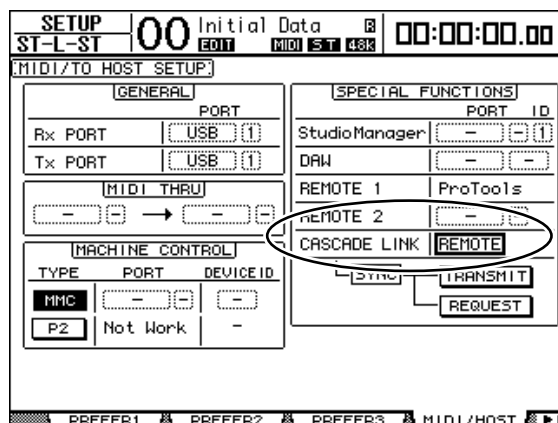 SETUP
ST-L-ST
00 Initial Data
EDIT MIDI ST 48K
00:00:00.00
MIDI/TO HOST SETUP
GENERAL
PORT
Rx PORT USB 1
Tx PORT USB 1
MIDI THRU
- - → - -
MACHINE CONTROL
TYPE PORT DEVICE ID
MMC - - -
P2 Not Work -
SPECIAL FUNCTIONS
PORT ID
StudioManager - - 1
DAW - -
REMOTE 1 ProTools
REMOTE 2 -
CASCADE LINK REMOTE
SYNC TRANSMIT
REQUEST
PREFER1 PREFER2 PREFER3 MIDI/HOST